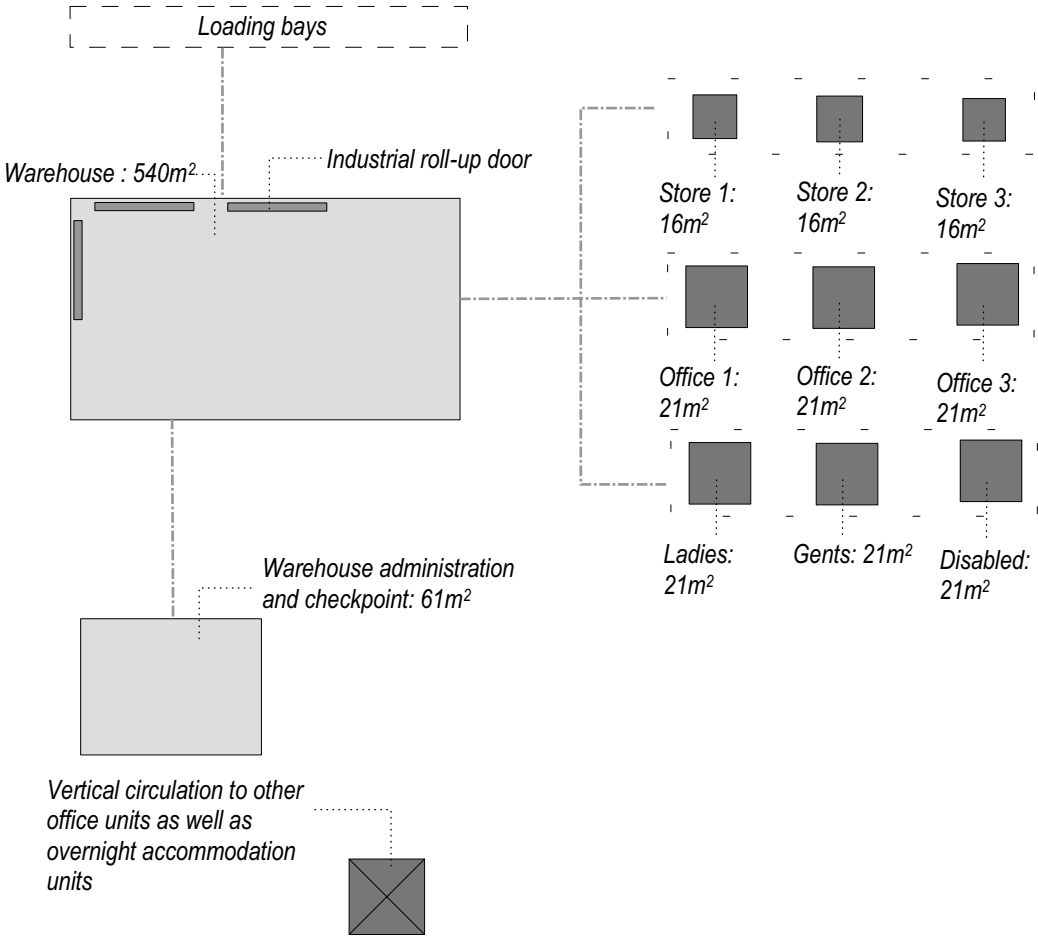 Loading bays
Warehouse : 540m²
Industrial roll-up door
Store 1:
16m²
Store 2:
16m²
Store 3:
16m²
Office 1:
21m²
Office 2:
21m²
Office 3:
21m²
Ladies:
21m²
Gents: 21m²
Disabled:
21m²
Warehouse administration
and checkpoint: 61m²
Vertical circulation to other
office units as well as
overnight accommodation
units